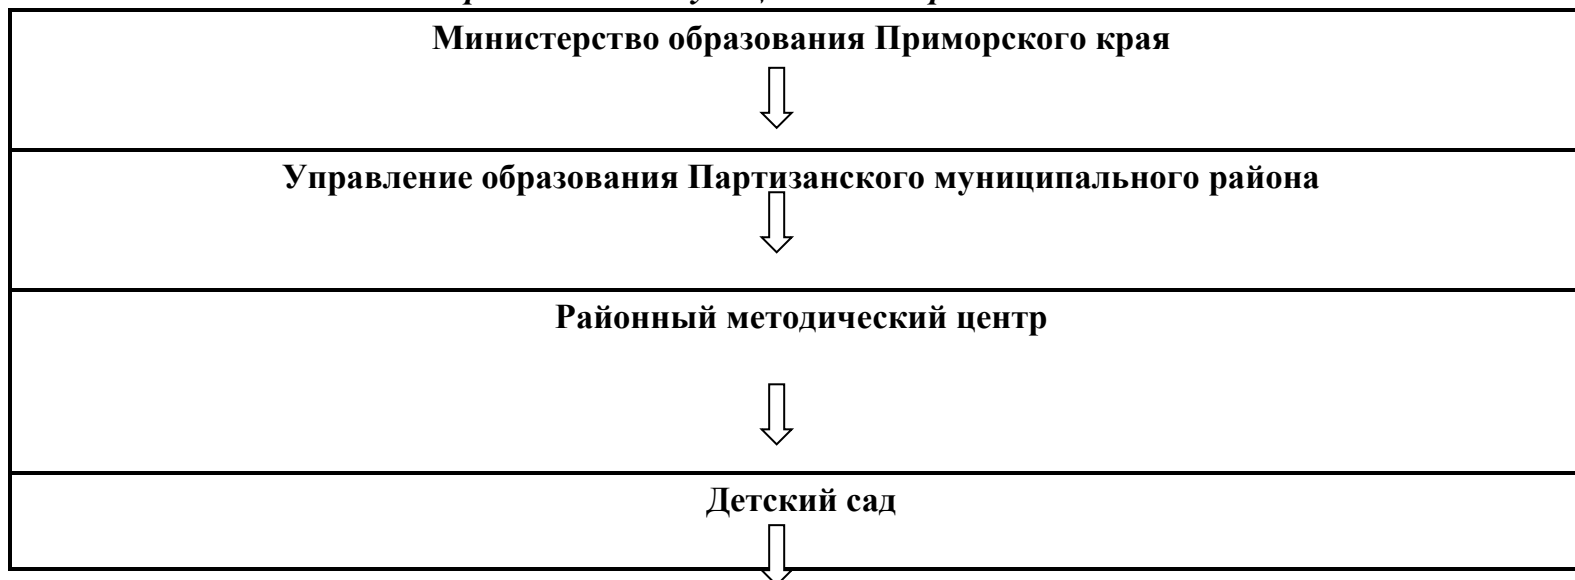 Министерство образования Приморского края
Управление образования Партизанского муниципального района
Районный методический центр
Детский сад